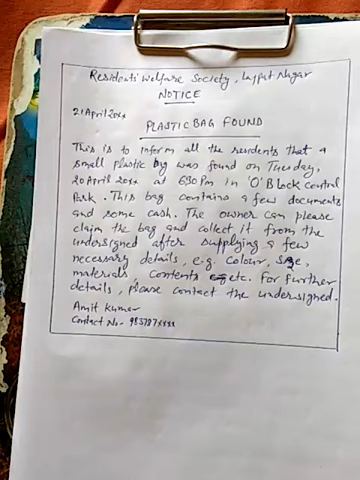 Residents Welfare Society, Lajpat Nagar
NOTICE
21 April 20xx
PLASTIC BAG FOUND
This is to inform all the residents that a
small plastic bag was found on Tuesday,
20 April 20xx at 6:30 Pm in 'O' Block Central
Park. This bag contains a few documents
and some cash. The owner can please
claim the bag and collect it from the
undersigned after supplying a few
necessary details, e.g. colour, size,
materials, contents etc. For further
details, please contact the undersigned.
Amit Kumar
Contact No- 983787xxxx